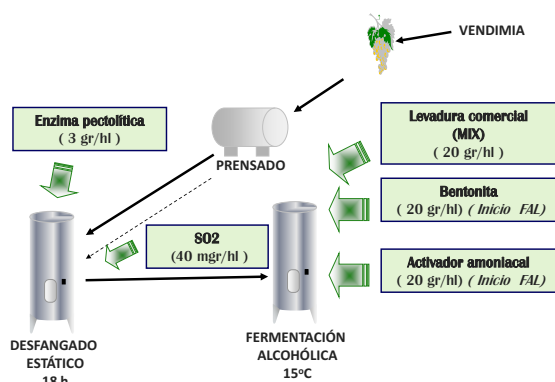 VENDIMIA
Enzima pectolítica
( 3 gr/hl )
PRENSADO
Levadura comercial
(MIX)
( 20 gr/hl )
Bentonita
( 20 gr/hl) ( Inicio FAL)
SO2
(40 mgr/hl )
Activador amoniacal
( 20 gr/hl) ( Inicio FAL)
DESFANGADO
ESTÁTICO
18 h
FERMENTACIÓN
ALCOHÓLICA
15ºC